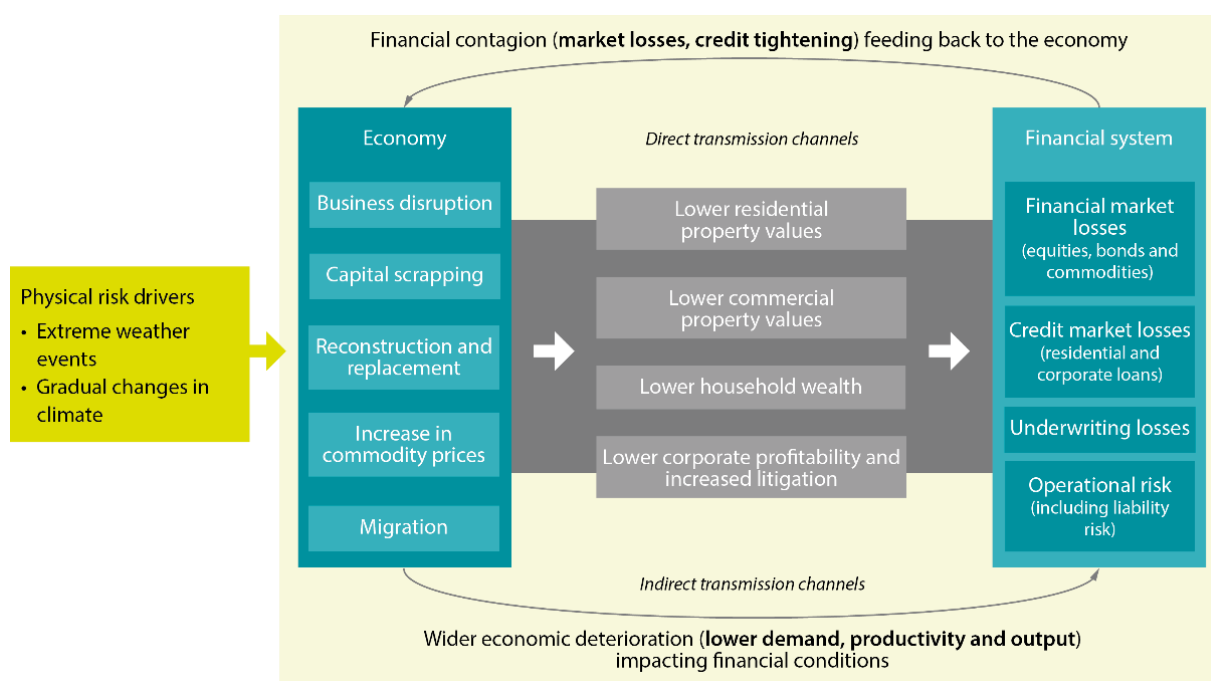 Financial contagion (market losses, credit tightening) feeding back to the economy
Physical risk drivers
• Extreme weather
events
• Gradual changes in
climate
Economy
Business disruption
Capital scrapping
Reconstruction and
replacement
Increase in
commodity prices
Migration
Direct transmission channels
Lower residential
property values
Lower commercial
property values
Lower household wealth
Lower corporate profitability and
increased litigation
Indirect transmission channels
Financial system
Financial market
losses
(equities, bonds and
commodities)
Credit market losses
(residential and
corporate loans)
Underwriting losses
Operational risk
(including liability
risk)
Wider economic deterioration (lower demand, productivity and output)
impacting financial conditions